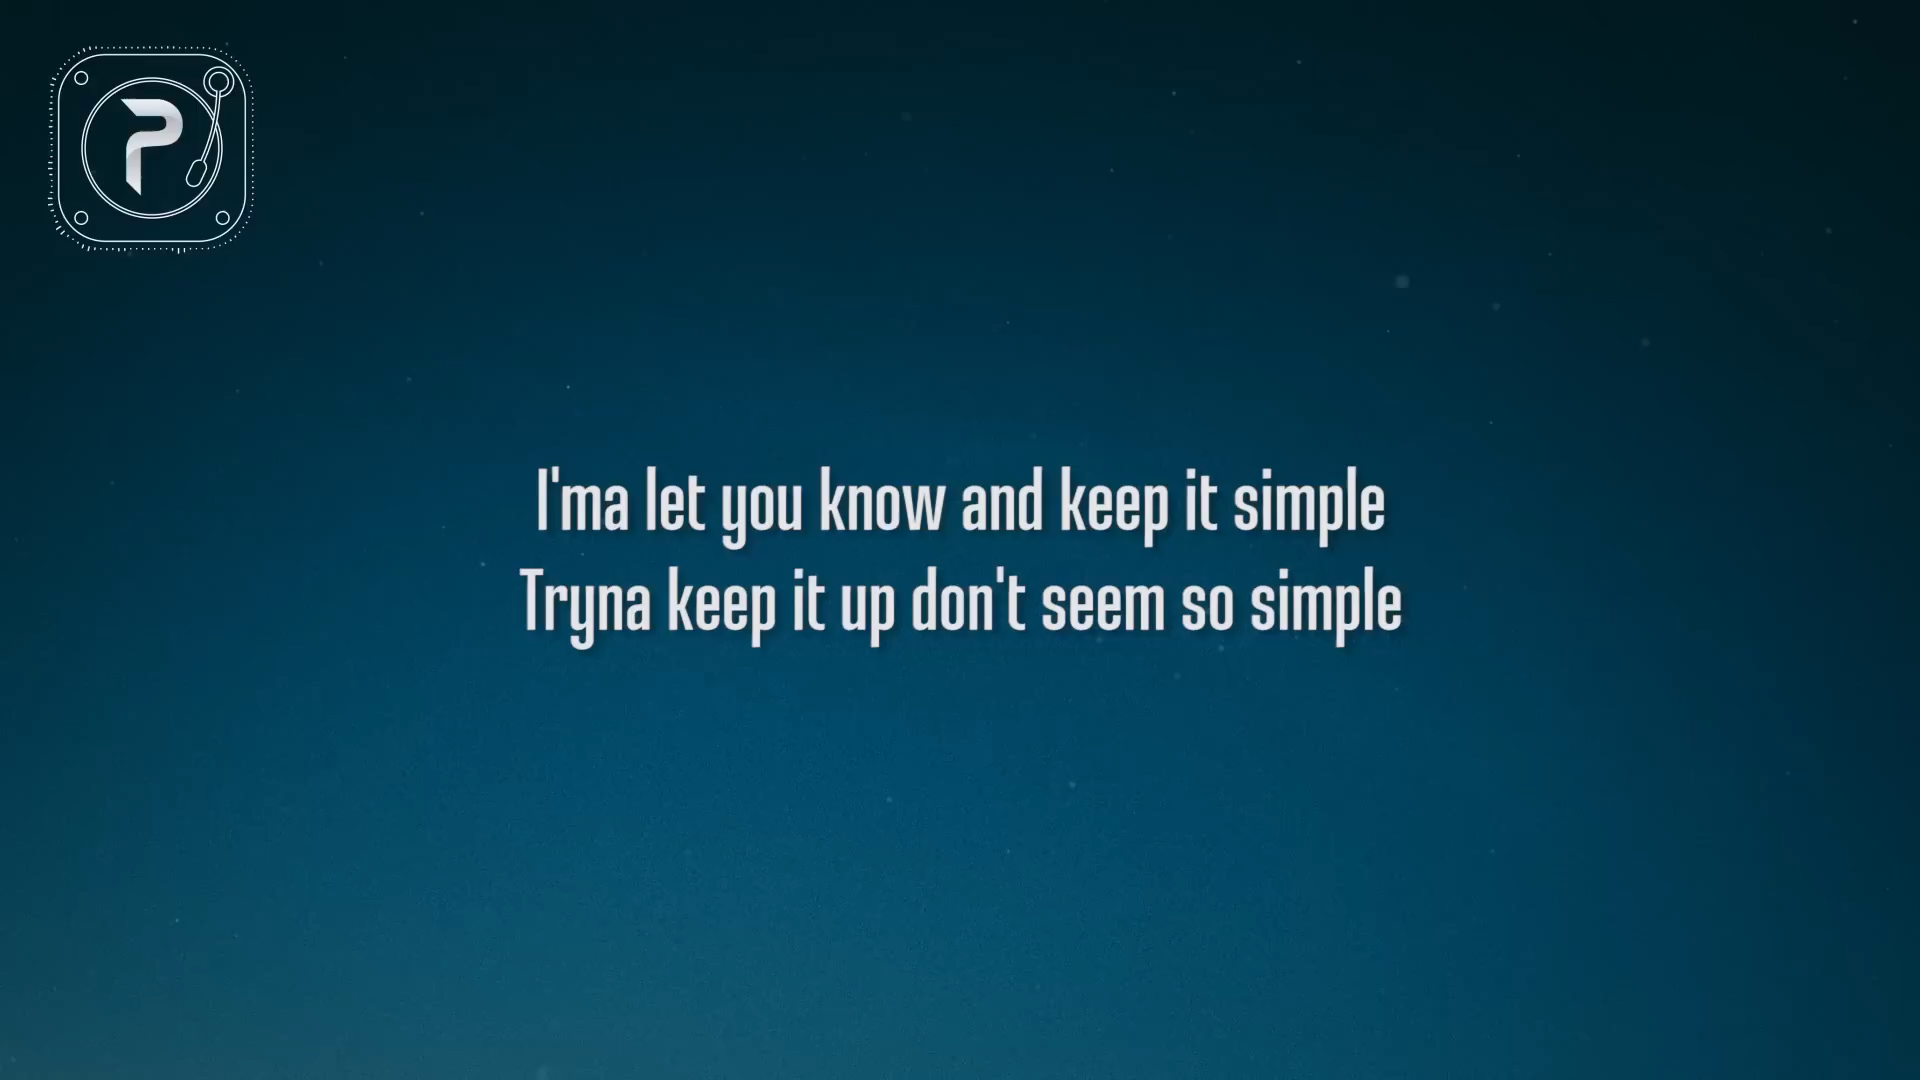 P
I'ma let you know and keep it simple
Tryna keep it up don't seem so simple